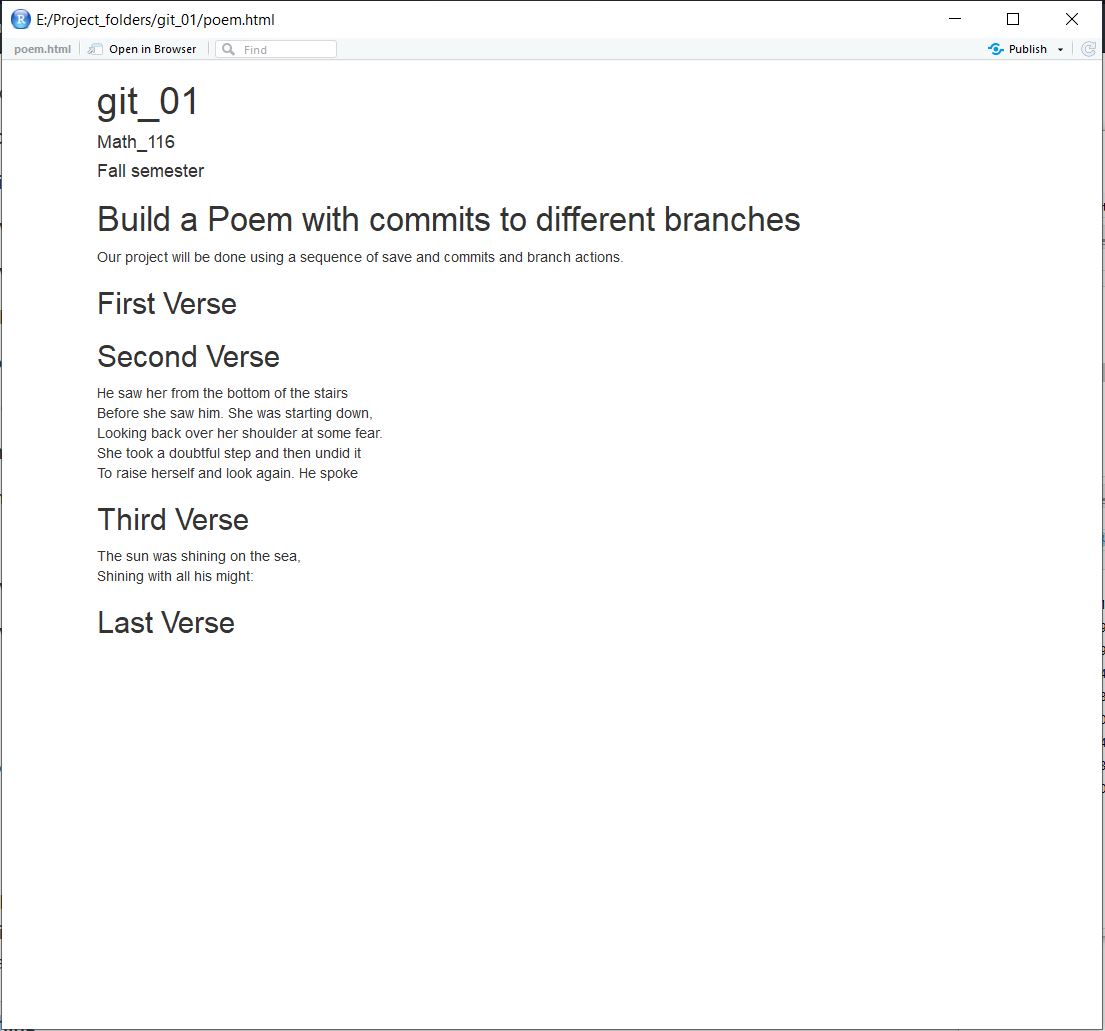 E:/Project_folders/git_01/poem.html
poem.html Open in Browser Find Publish
git_01
Math_116
Fall semester
Build a Poem with commits to different branches
Our project will be done using a sequence of save and commits and branch actions.
First Verse
Second Verse
He saw her from the bottom of the stairs
Before she saw him. She was starting down,
Looking back over her shoulder at some fear.
She took a doubtful step and then undid it
To raise herself and look again. He spoke
Third Verse
The sun was shining on the sea,
Shining with all his might:
Last Verse